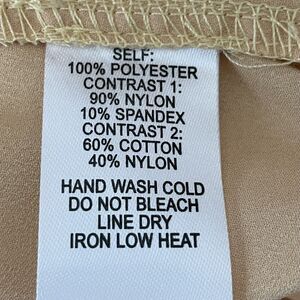 SELF:
100% POLYESTER
CONTRAST 1:
90% NYLON
10% SPANDEX
CONTRAST 2:
60% COTTON
40% NYLON
HAND WASH COLD
DO NOT BLEACH
LINE DRY
IRON LOW HEAT